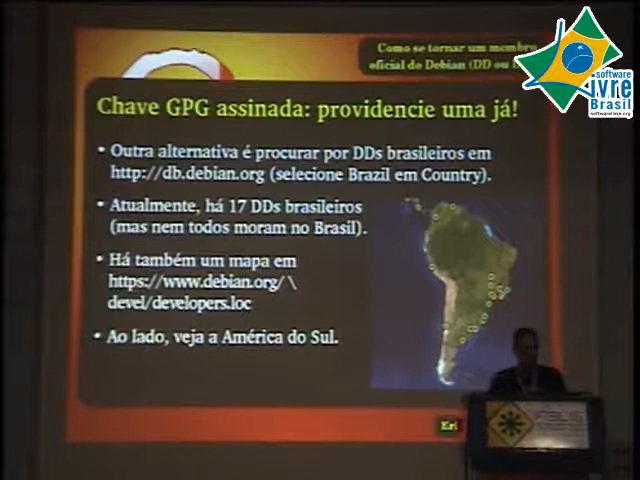 Como se tornar um membro
oficial do Debian (DD ou
software
livre
Brasil
softwarelivre.org
Chave GPG assinada: providencie uma já!
• Outra alternativa é procurar por DDs brasileiros em
http://db.debian.org (selecione Brazil em Country).
• Atualmente, há 17 DDs brasileiros
(mas nem todos moram no Brasil).
• Há também um mapa em
https://www.debian.org/\
devel/developers.loc
• Ao lado, veja a América do Sul.
Eri